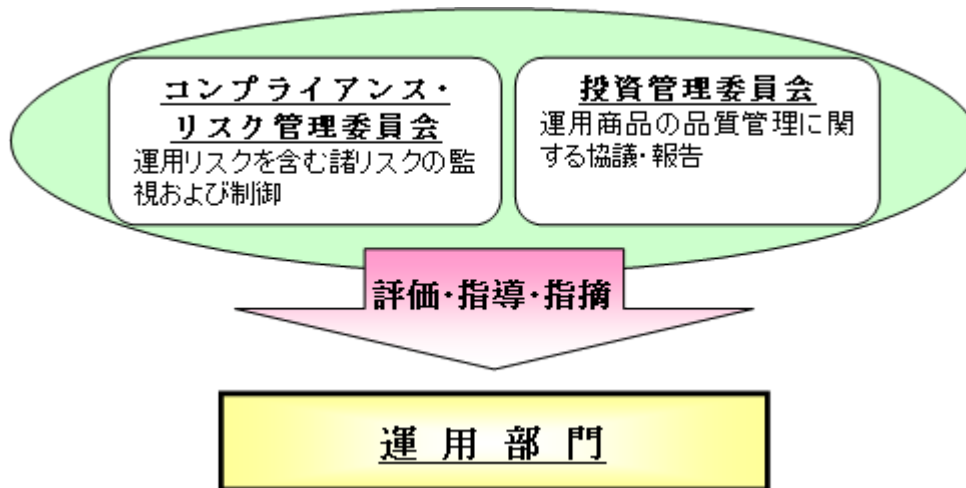 コンプライアンス・
リスク管理委員会
運用リスクを含む諸リスクの監
視および制御
投資管理委員会
運用商品の品質管理に関
する協議・報告
評価・指導・指摘
運用部門